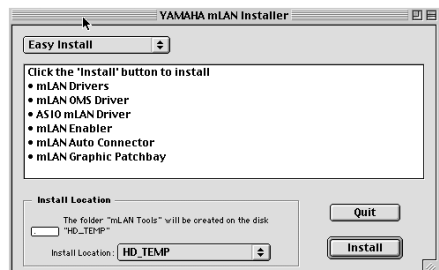 YAMAHA mLAN Installer
Easy Install
Click the 'Install' button to install
• mLAN Drivers
• mLAN OMS Driver
• ASIO mLAN Driver
• mLAN Enabler
• mLAN Auto Connector
• mLAN Graphic Patchbay
Install Location
The folder "mLAN Tools" will be created on the disk
"HD_TEMP"
Install Location: HD_TEMP
Quit
Install